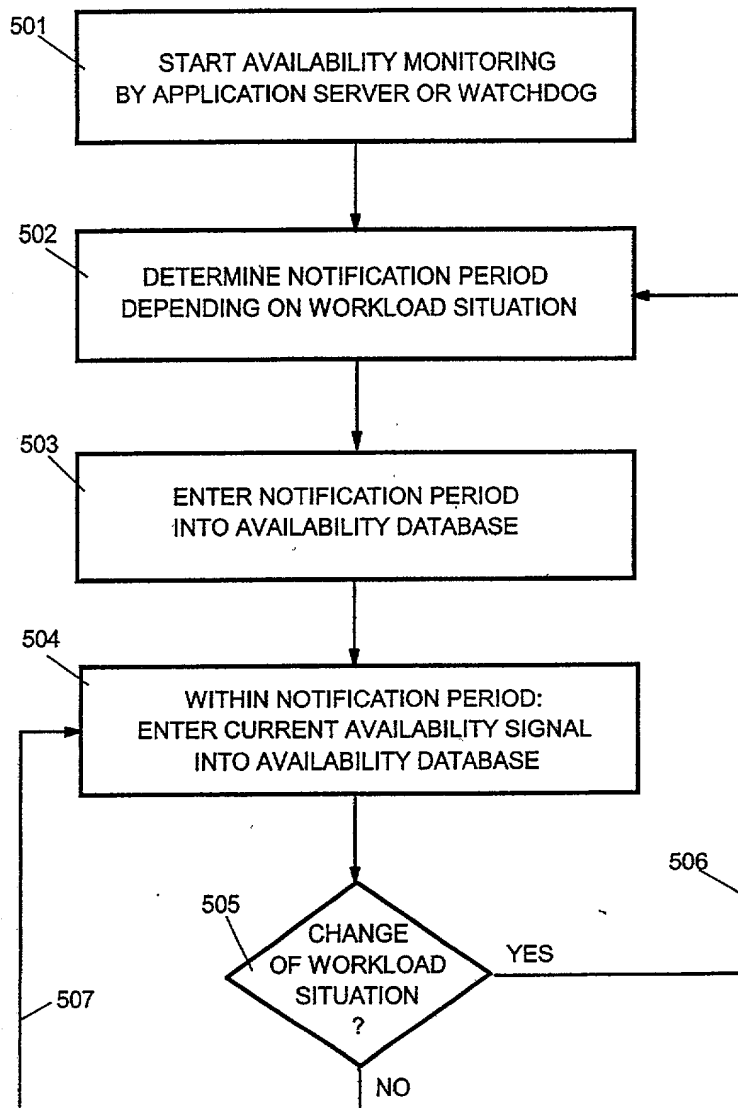 501
START AVAILABILITY MONITORING
BY APPLICATION SERVER OR WATCHDOG
502
DETERMINE NOTIFICATION PERIOD
DEPENDING ON WORKLOAD SITUATION
503
ENTER NOTIFICATION PERIOD
INTO AVAILABILITY DATABASE
504
WITHIN NOTIFICATION PERIOD:
ENTER CURRENT AVAILABILITY SIGNAL
INTO AVAILABILITY DATABASE
505
CHANGE
OF WORKLOAD
SITUATION
?
YES
506
507
NO